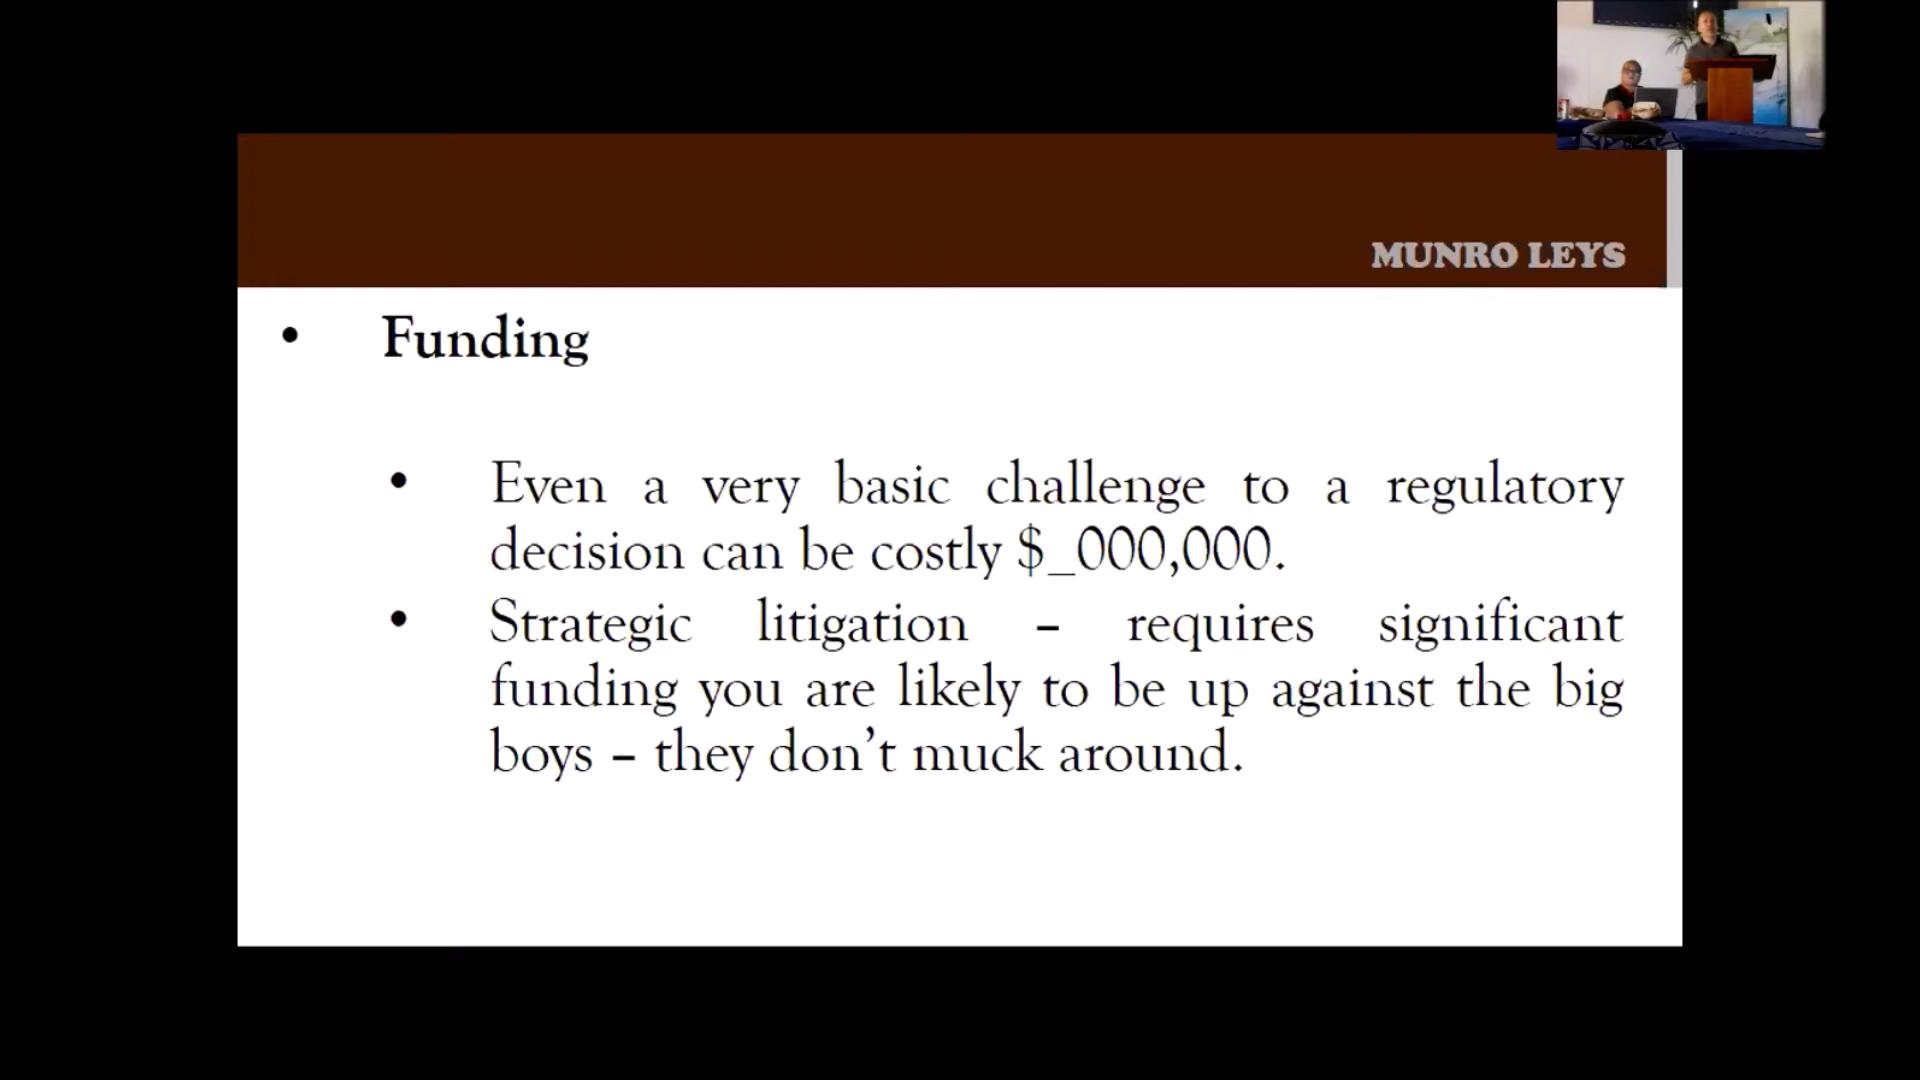 MUNRO LEYS
• Funding
• Even a very basic challenge to a regulatory
decision can be costly $_000,000.
• Strategic litigation – requires significant
funding you are likely to be up against the big
boys – they don’t muck around.